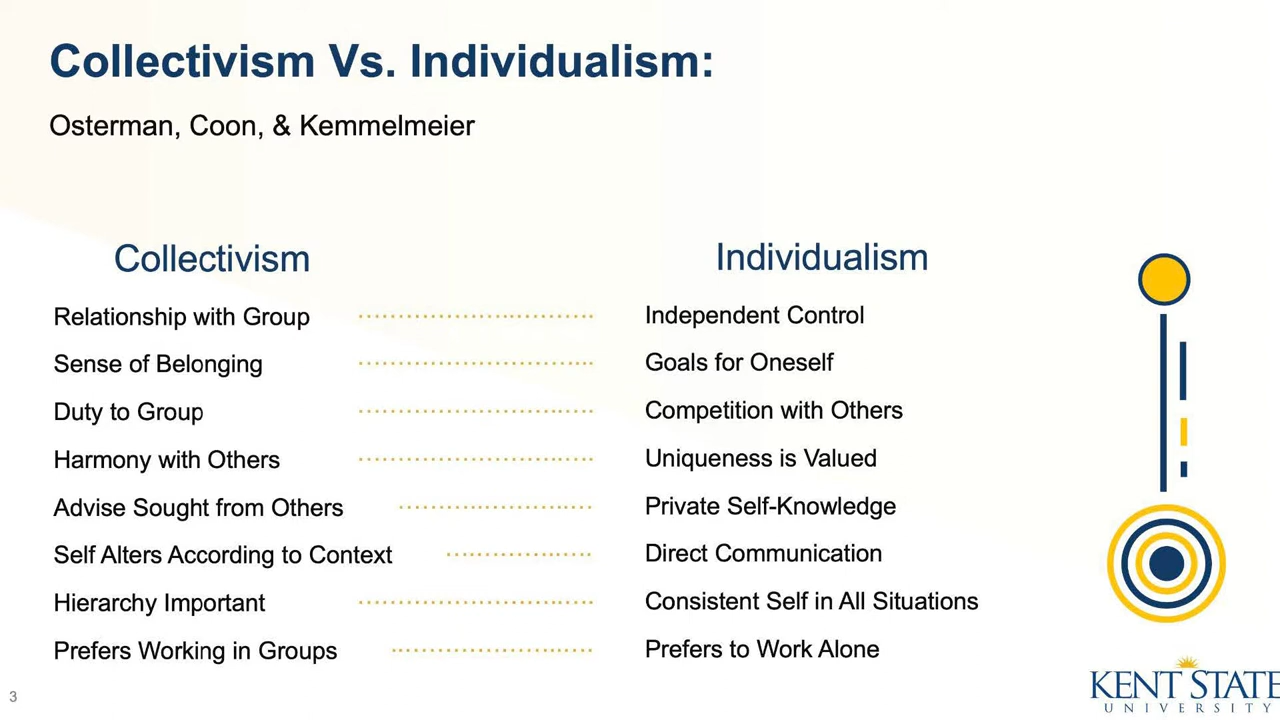 Collectivism Vs. Individualism:
Osterman, Coon, & Kemmelmeier
Collectivism Individualism
Relationship with Group Independent Control
Sense of Belonging Goals for Oneself
Duty to Group Competition with Others
Harmony with Others Uniqueness is Valued
Advise Sought from Others Private Self-Knowledge
Self Alters According to Context Direct Communication
Hierarchy Important Consistent Self in All Situations
Prefers Working in Groups Prefers to Work Alone
3
KENT STATE
UNIVERSITY